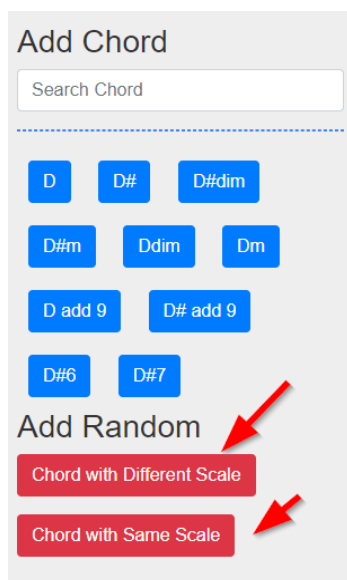 Add Chord
Search Chord
D D# D#dim
D#m Ddim Dm
D add 9 D# add 9
D#6 D#7
Add Random
Chord with Different Scale
Chord with Same Scale